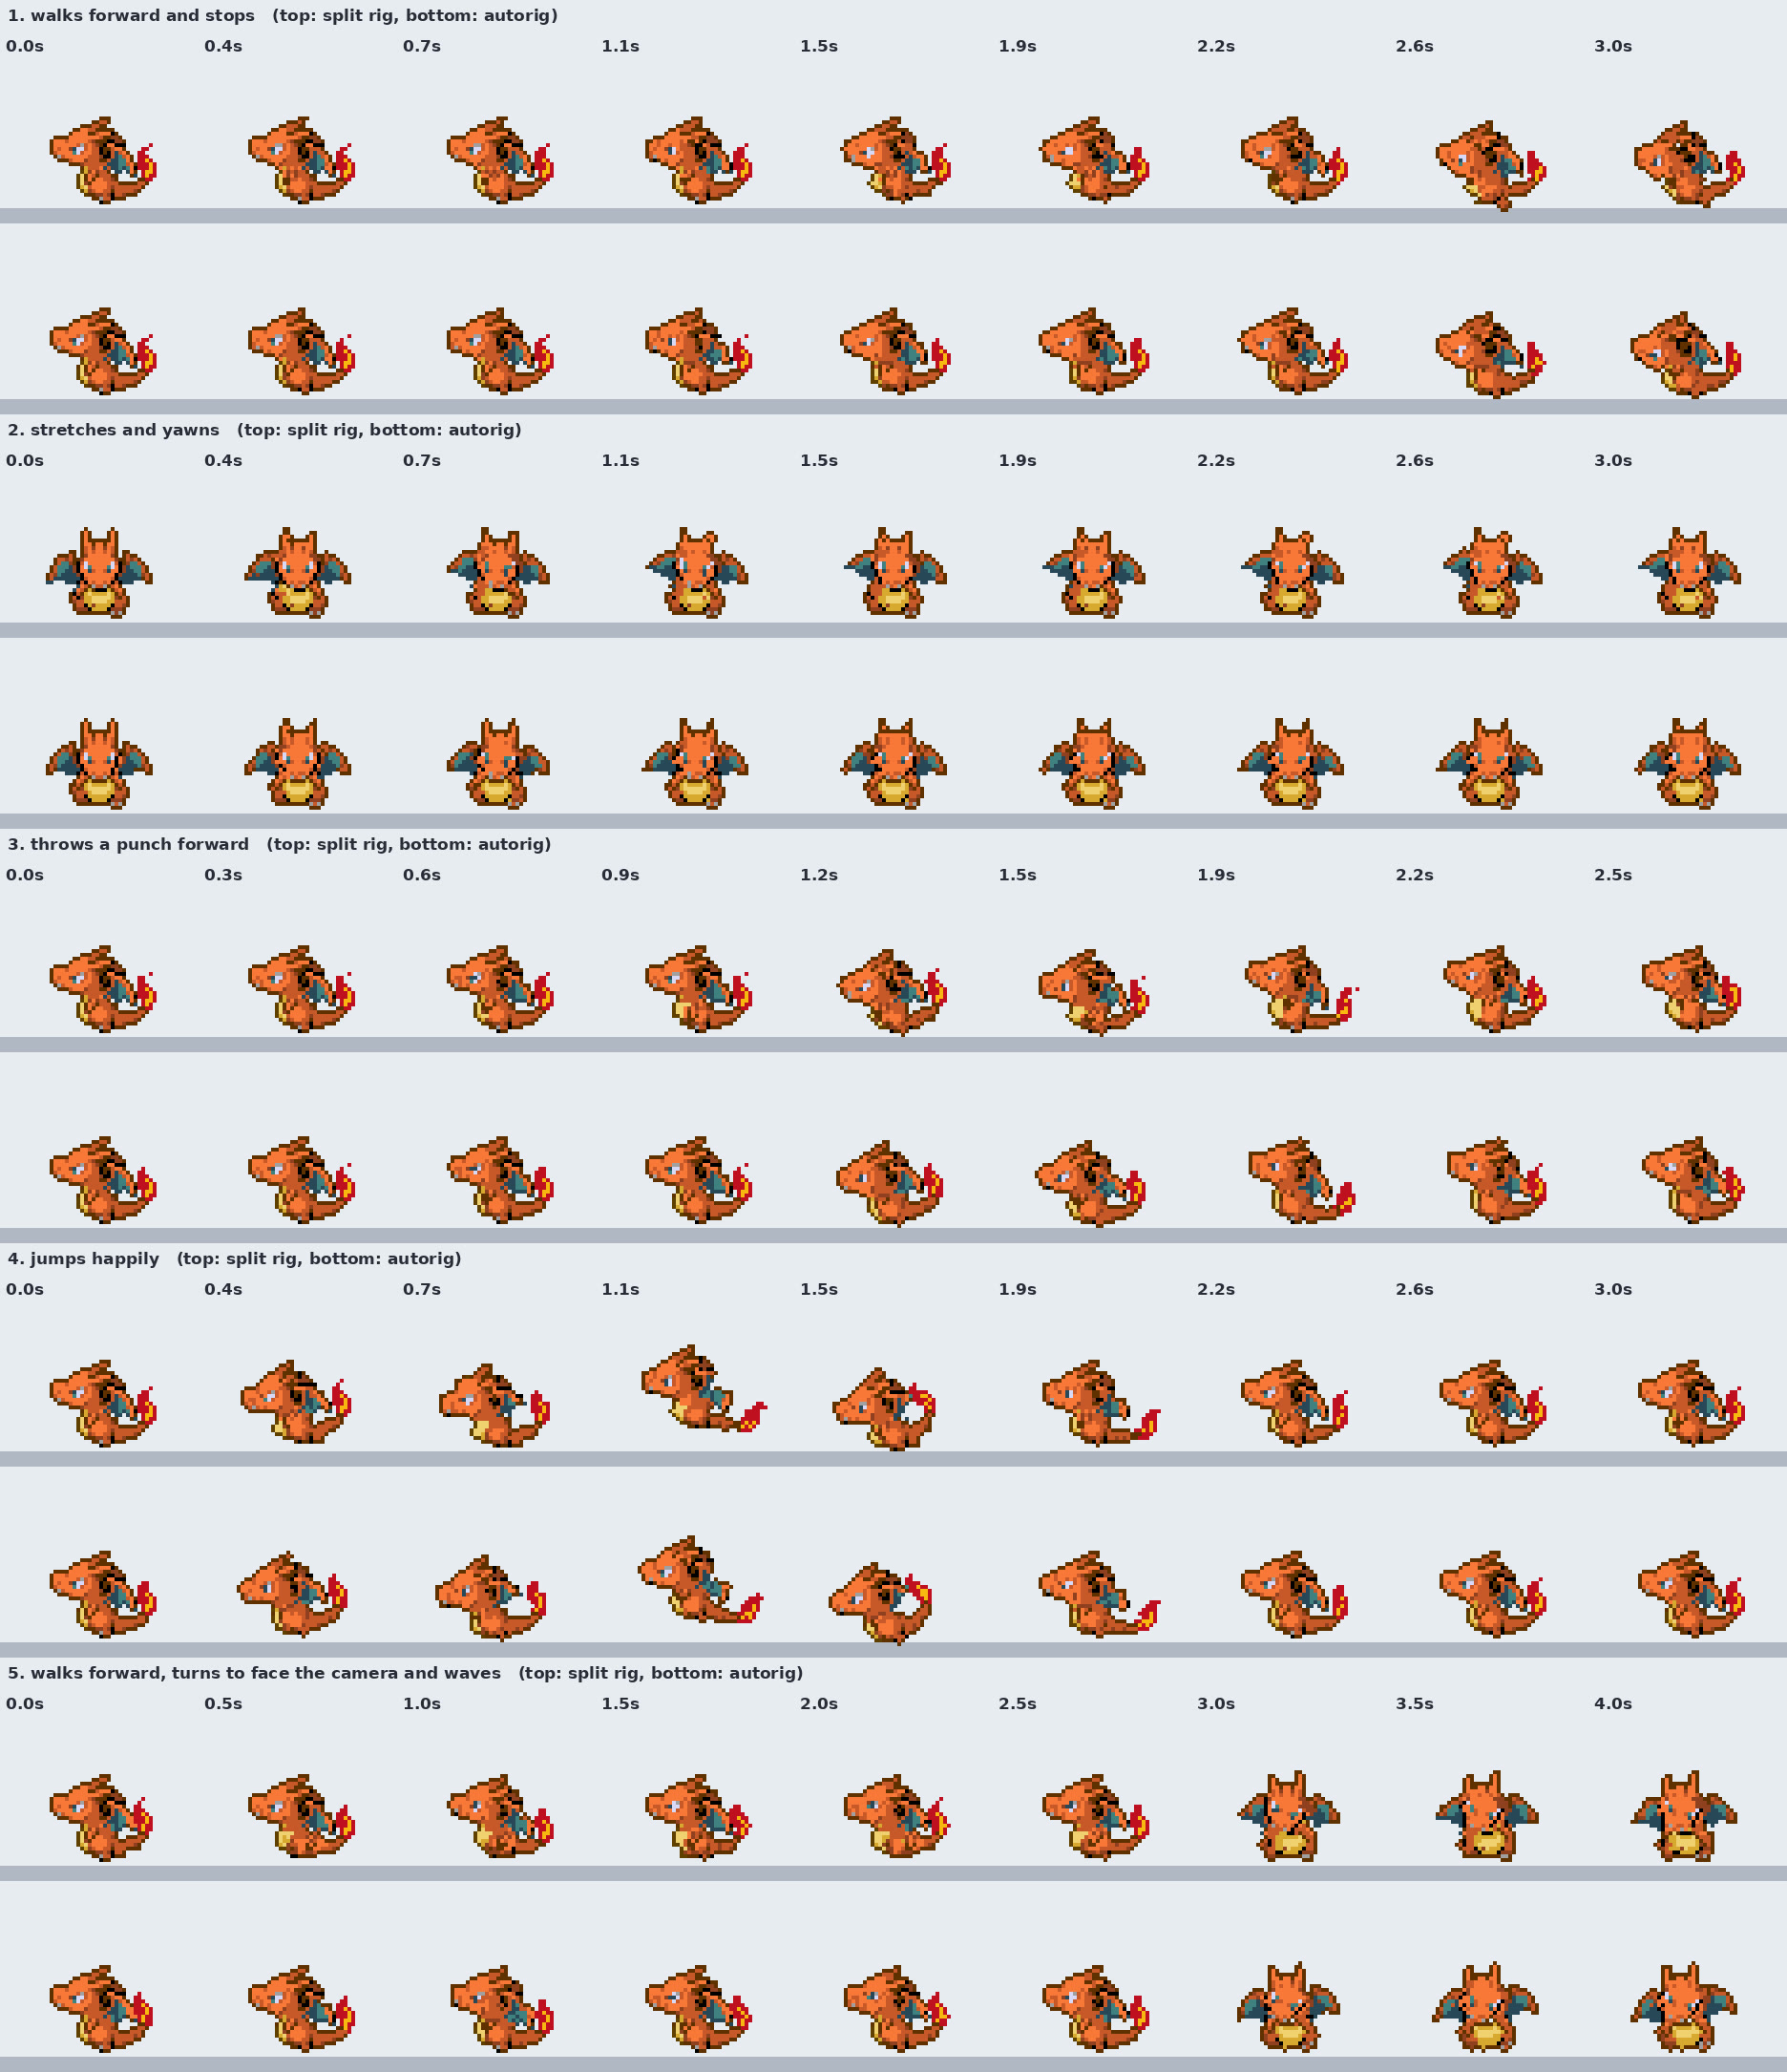 1. walks forward and stops (top: split rig, bottom: autorig)
0.0s 0.4s 0.7s 1.1s 1.5s 1.9s 2.2s 2.6s 3.0s
2. stretches and yawns (top: split rig, bottom: autorig)
0.0s 0.4s 0.7s 1.1s 1.5s 1.9s 2.2s 2.6s 3.0s
3. throws a punch forward (top: split rig, bottom: autorig)
0.0s 0.3s 0.6s 0.9s 1.2s 1.5s 1.9s 2.2s 2.5s
4. jumps happily (top: split rig, bottom: autorig)
0.0s 0.4s 0.7s 1.1s 1.5s 1.9s 2.2s 2.6s 3.0s
5. walks forward, turns to face the camera and waves (top: split rig, bottom: autorig)
0.0s 0.5s 1.0s 1.5s 2.0s 2.5s 3.0s 3.5s 4.0s